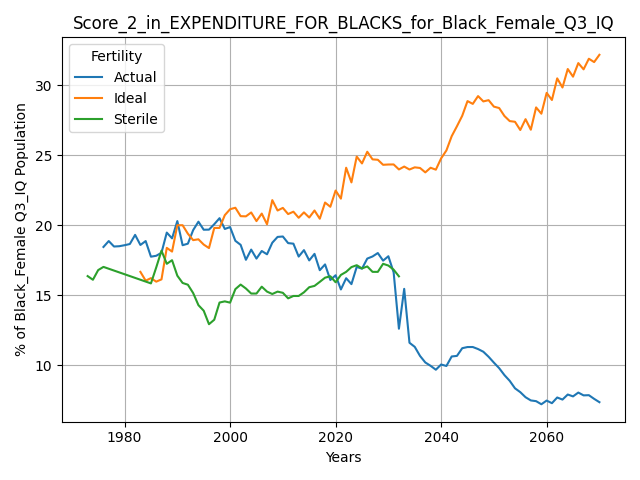 Score_2_in_EXPENDITURE_FOR_BLACKS_for_Black_Female_Q3_IQ
Fertility
Actual
Ideal
Sterile
% of Black_Female Q3_IQ Population
30
25
20
15
10
1980
2000
2020
2040
2060
Years